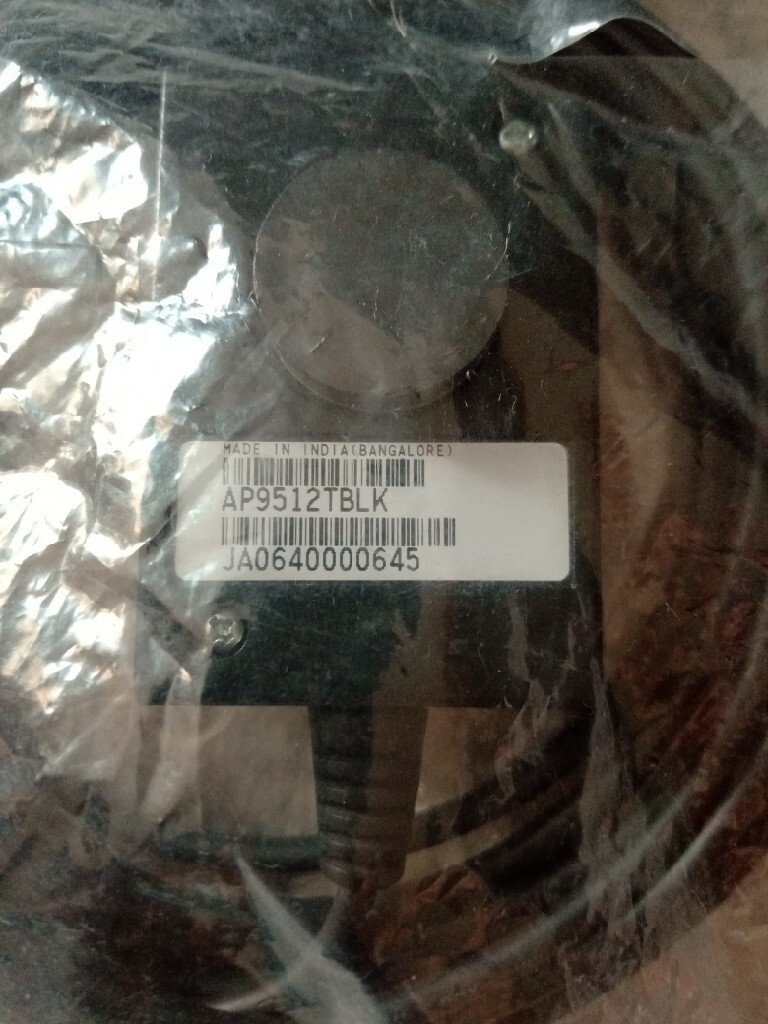 MADE IN INDIA(BANGALORE)
AP9512TBLK
JA0640000645